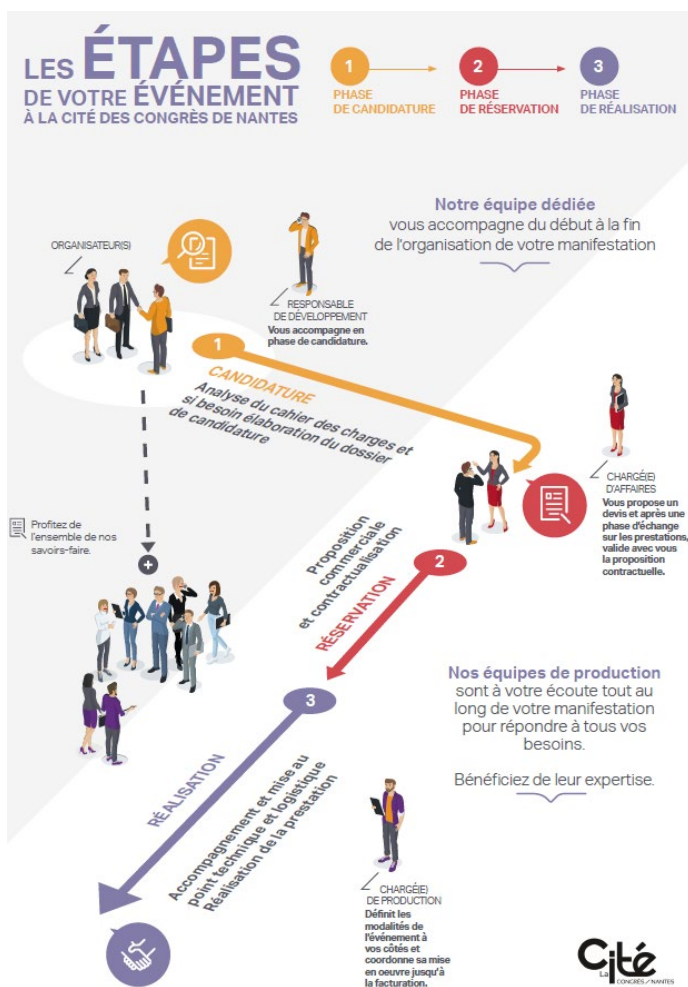 LES ÉTAPES
DE VOTRE ÉVÉNEMENT
À LA CITÉ DES CONGRÈS DE NANTES
1
PHASE
DE CANDIDATURE
2
PHASE
DE RÉSERVATION
3
PHASE
DE RÉALISATION
Notre équipe dédiée
vous accompagne du début à la fin
de l'organisation de votre manifestation
ORGANISATEUR(S)
RESPONSABLE
DE DÉVELOPPEMENT
Vous accompagne en
phase de candidature.
1
CANDIDATURE
Analyse du cahier des charges et
si besoin élaboration du dossier
de candidature
CHARGÉ(E)
D'AFFAIRES
Vous propose un
devis et après une
phase d'échange
sur les prestations,
valide avec vous
la proposition
contractuelle.
Profitez de
l'ensemble de nos
savoirs-faire.
+
2
Proposition
commerciale
et contractualisation
RÉSERVATION
Nos équipes de production
sont à votre écoute tout au
long de votre manifestation
pour répondre à tous vos
besoins.
Bénéficiez de leur expertise.
3
RÉALISATION
Accompagnement et mise au
point technique et logistique
Réalisation de la prestation
CHARGÉ(E)
DE PRODUCTION
Définit les
modalités de
l'événement à
vos côtés et
coordonne sa mise
en oeuvre jusqu'à
la facturation.
La Cité
CONGRÈS / NANTES